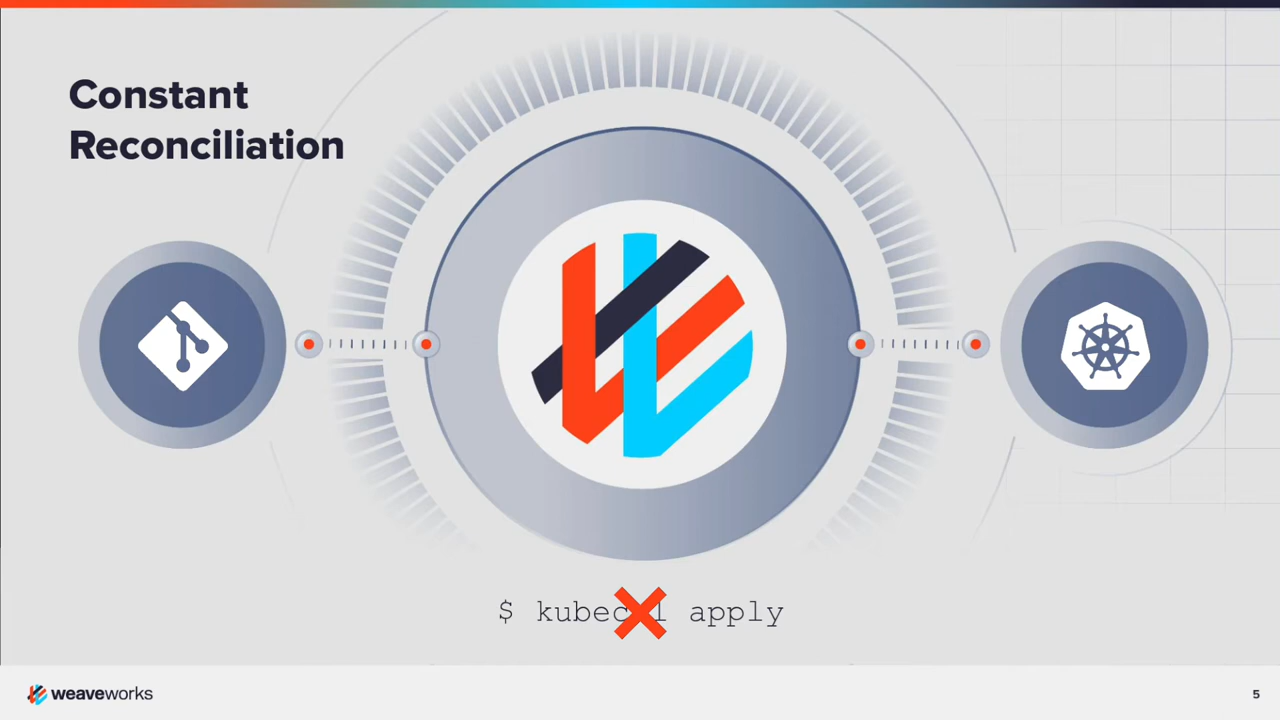 Constant
Reconciliation
$ kubec l apply
weaveworks
5